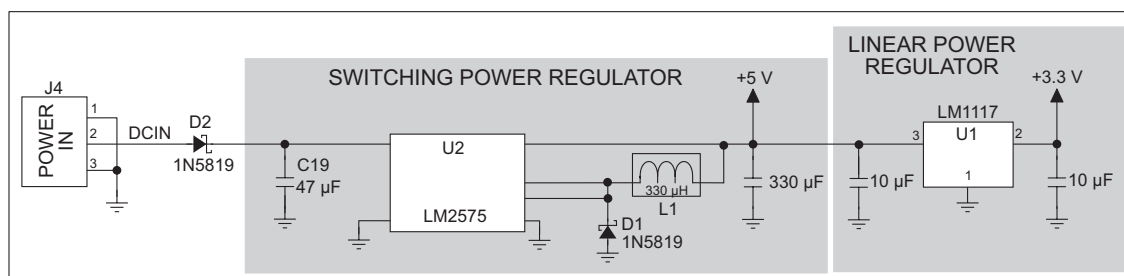 SWITCHING POWER REGULATOR
LINEAR POWER
REGULATOR
J4
POWER
IN
1
2
3
DCIN
D2
1N5819
C19
47 µF
U2
LM2575
D1
1N5819
330 µH
L1
+5 V
330 µF
10 µF
LM1117
3
U1
2
1
+3.3 V
10 µF